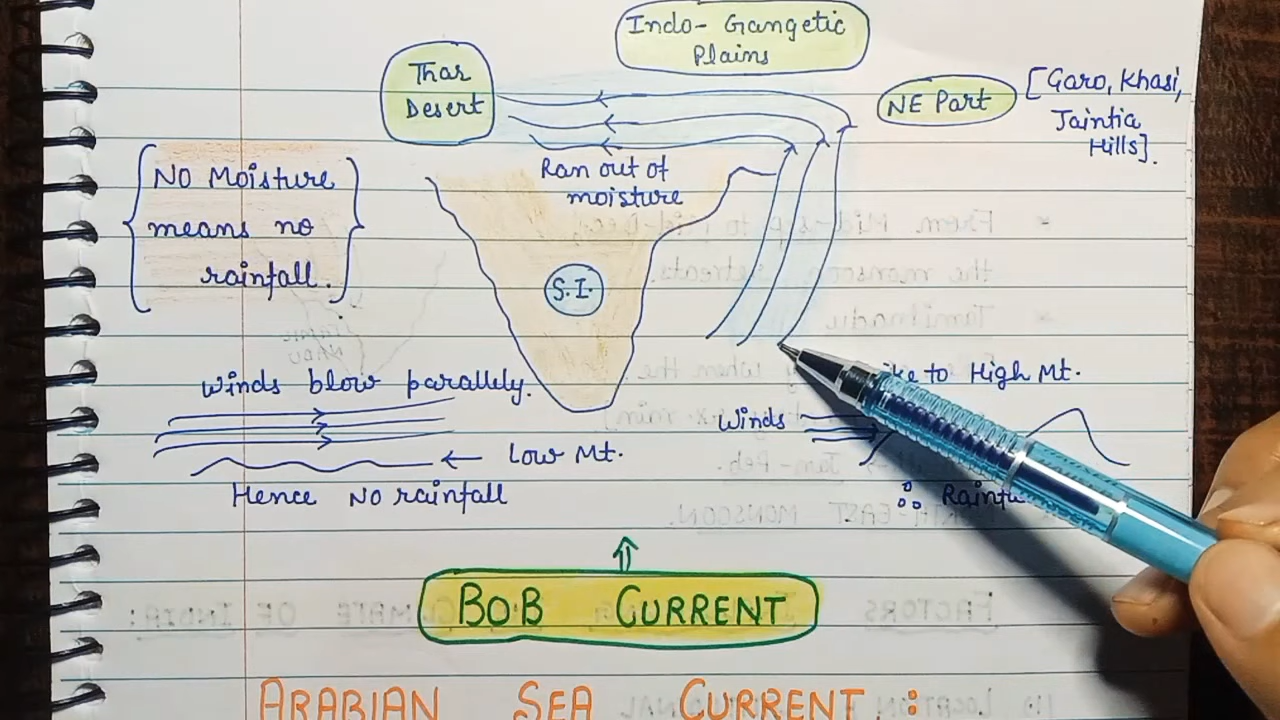 Indo-Gangetic
Plains
Thar
Desert
NE Part
[Garo, Khasi,
Jaintia
Hills].
Ran out of
moisture
{NO Moisture
means no
rainfall.}
S.I.
Winds blow parallely.
← Low Mt.
Hence NO rainfall
ike to High Mt.
Winds
∴ Rainfa
BOB CURRENT
ARABIAN SEA CURRENT: